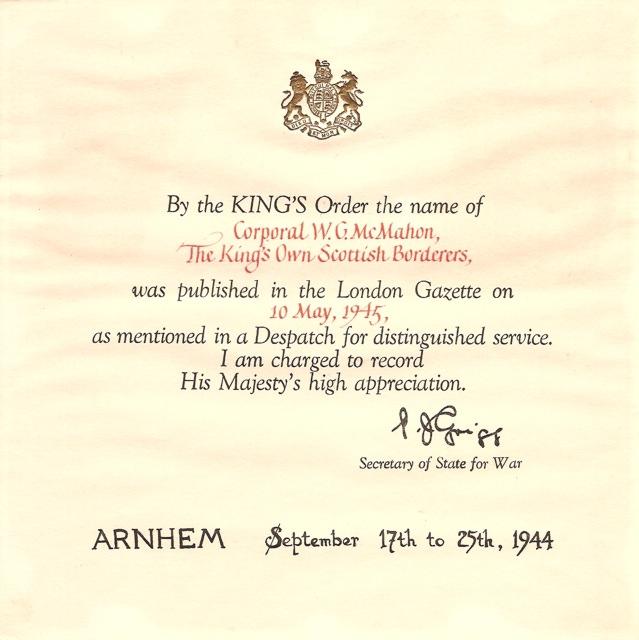 By the KING'S Order the name of
Corporal W. G. McMahon,
The King's Own Scottish Borderers,
was published in the London Gazette on
10 May, 1945,
as mentioned in a Despatch for distinguished service.
I am charged to record
His Majesty's high appreciation.
P. J. Grigg
Secretary of State for War
ARNHEM September 17th to 25th, 1944